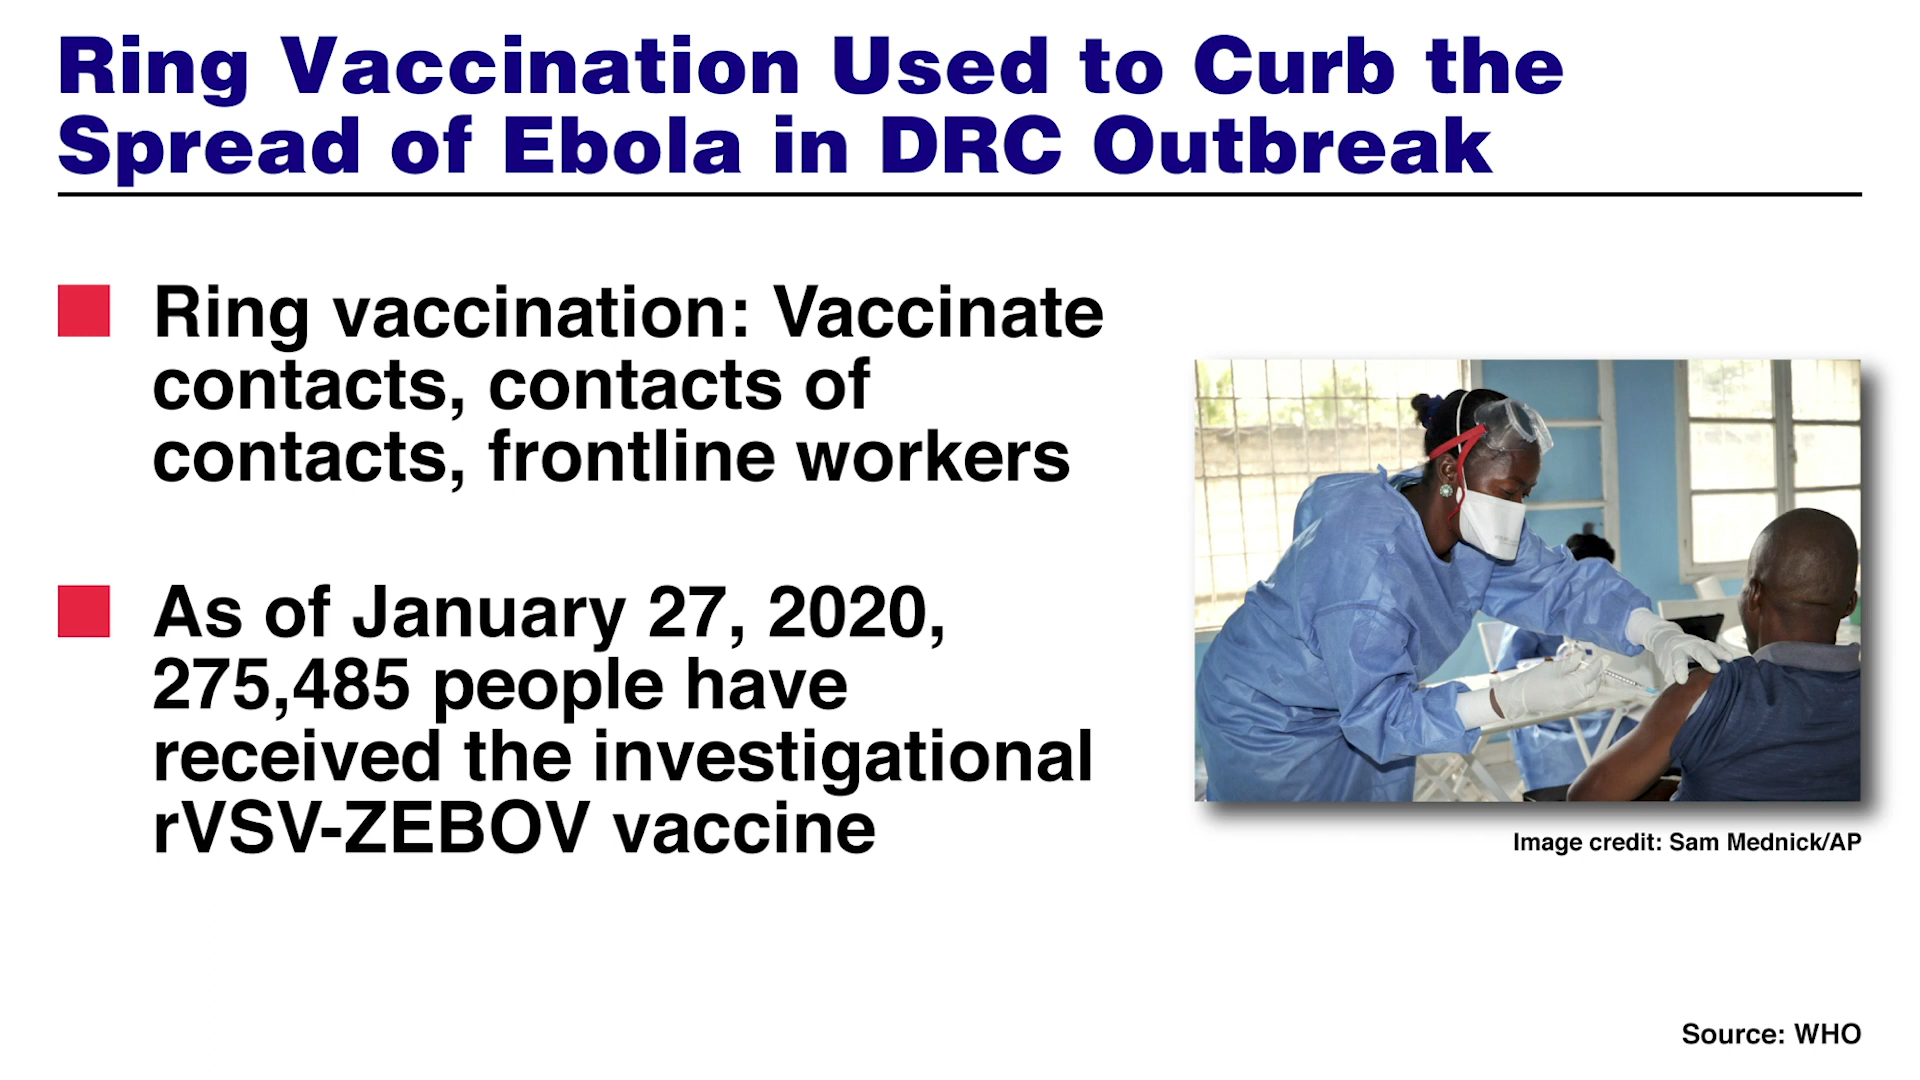 Ring Vaccination Used to Curb the
Spread of Ebola in DRC Outbreak
Ring vaccination: Vaccinate
contacts, contacts of
contacts, frontline workers
As of January 27, 2020,
275,485 people have
received the investigational
rVSV-ZEBOV vaccine
Image credit: Sam Mednick/AP
Source: WHO